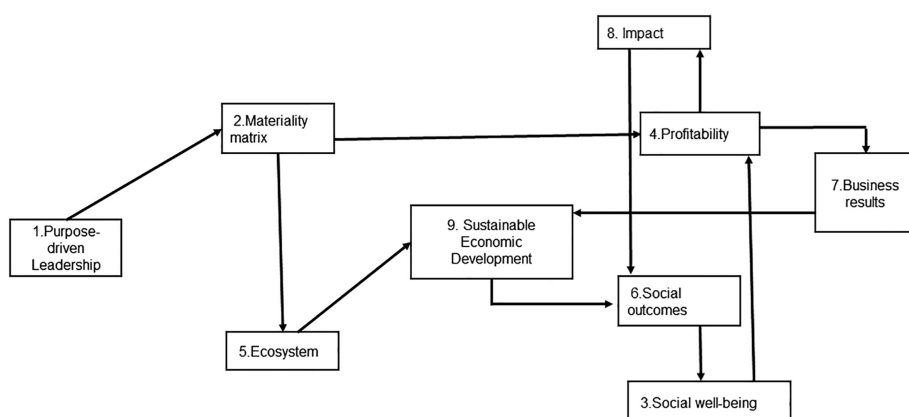 8. Impact
2.Materiality
matrix
4.Profitability
7.Business
results
1.Purpose-
driven
Leadership
9. Sustainable
Economic
Development
6.Social
outcomes
5.Ecosystem
3.Social well-being